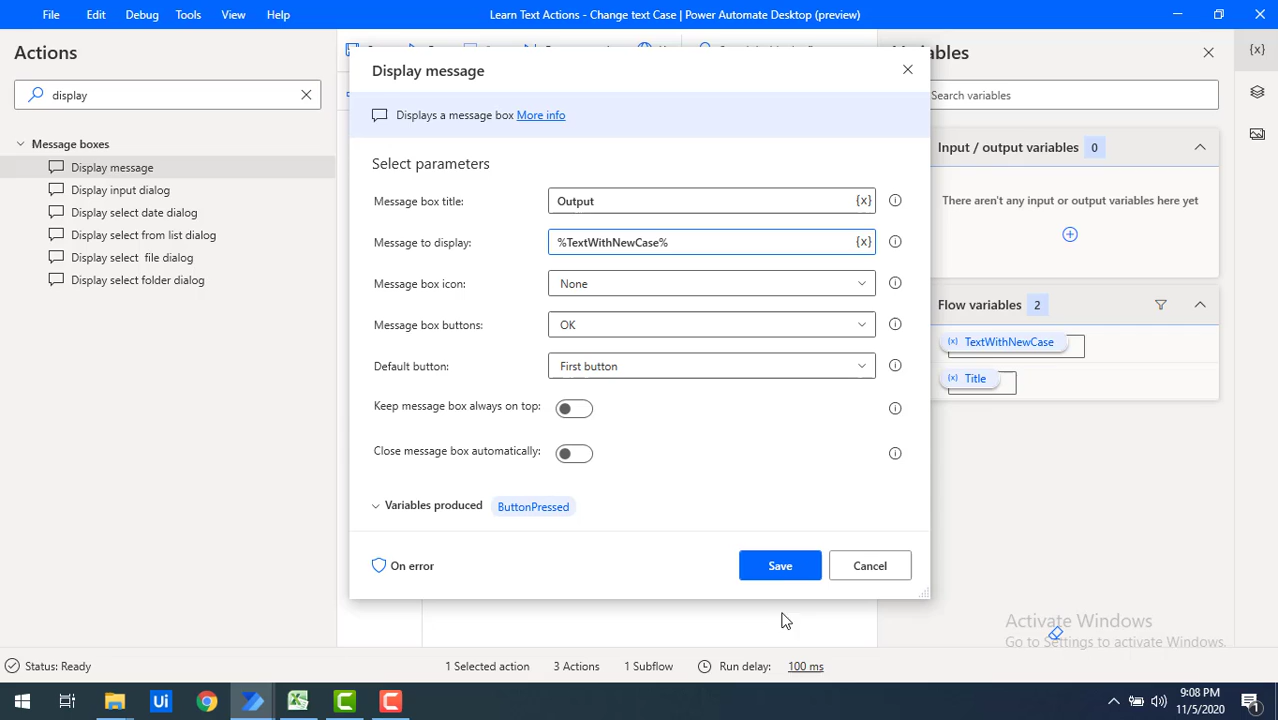 File Edit Debug Tools View Help Learn Text Actions - Change text Case | Power Automate Desktop (preview)
Actions
display
Message boxes
Display message
Display input dialog
Display select date dialog
Display select from list dialog
Display select file dialog
Display select folder dialog
Display message
Displays a message box More info
Select parameters
Message box title: Output {x}
Message to display: %TextWithNewCase% {x}
Message box icon: None
Message box buttons: OK
Default button: First button
Keep message box always on top:
Close message box automatically:
Variables produced ButtonPressed
On error Save Cancel
{x}
Search variables
Input / output variables 0
There aren't any input or output variables here yet
Flow variables 2
(x) TextWithNewCase
(x) Title
Activate Windows
Go to Settings to activate Windows.
Status: Ready 1 Selected action 3 Actions 1 Subflow Run delay: 100 ms
Ui C C 9:08 PM
11/5/2020 1